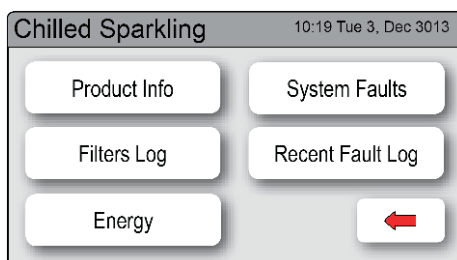 Chilled Sparkling 10:19 Tue 3, Dec 3013
Product Info System Faults
Filters Log Recent Fault Log
Energy